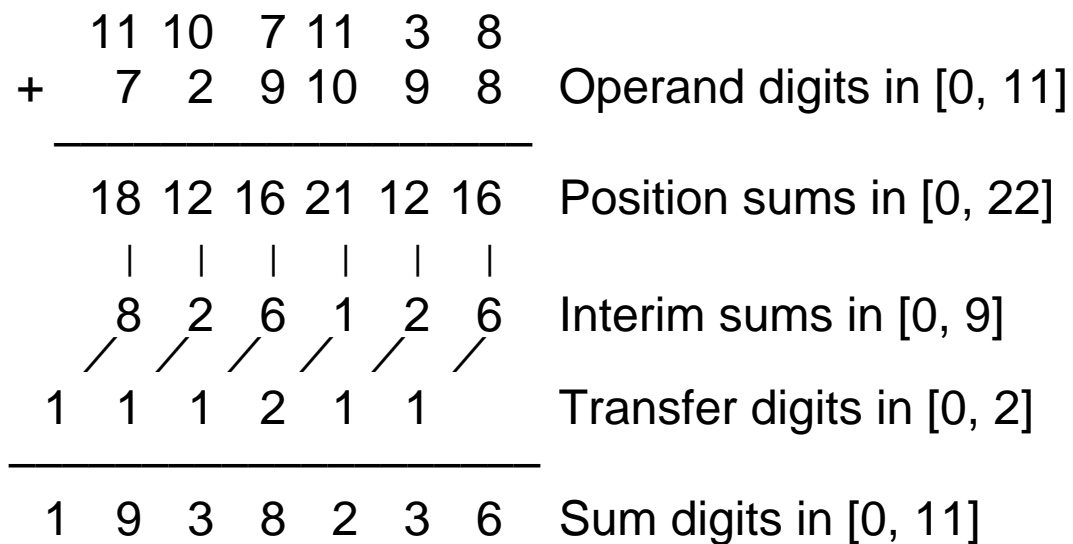 11 10 7 11 3 8
+ 7 2 9 10 9 8 Operand digits in [0, 11]
18 12 16 21 12 16 Position sums in [0, 22]
8 2 6 1 2 6 Interim sums in [0, 9]
1 1 1 2 1 1 Transfer digits in [0, 2]
1 9 3 8 2 3 6 Sum digits in [0, 11]